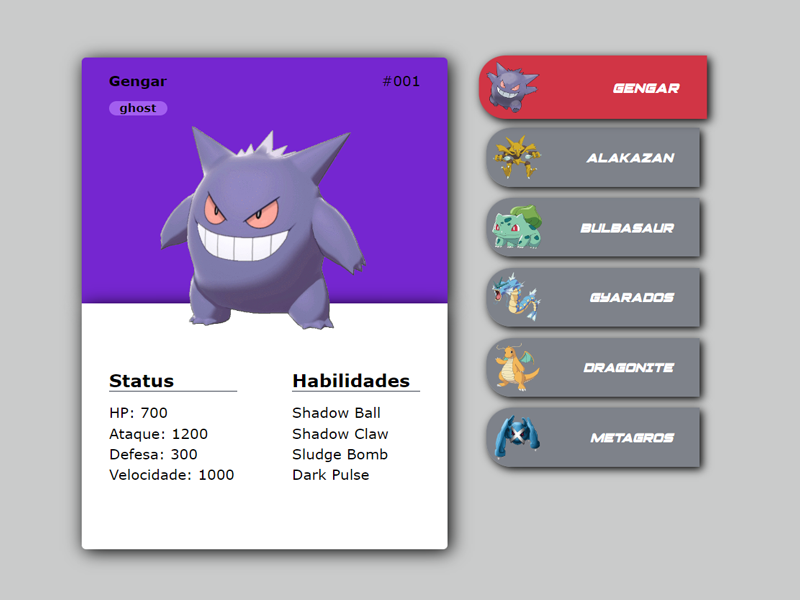 Gengar #001
ghost
Status
HP: 700
Ataque: 1200
Defesa: 300
Velocidade: 1000
Habilidades
Shadow Ball
Shadow Claw
Sludge Bomb
Dark Pulse
GENGAR
ALAKAZAN
BULBASAUR
GYARADOS
DRAGONITE
METAGROS